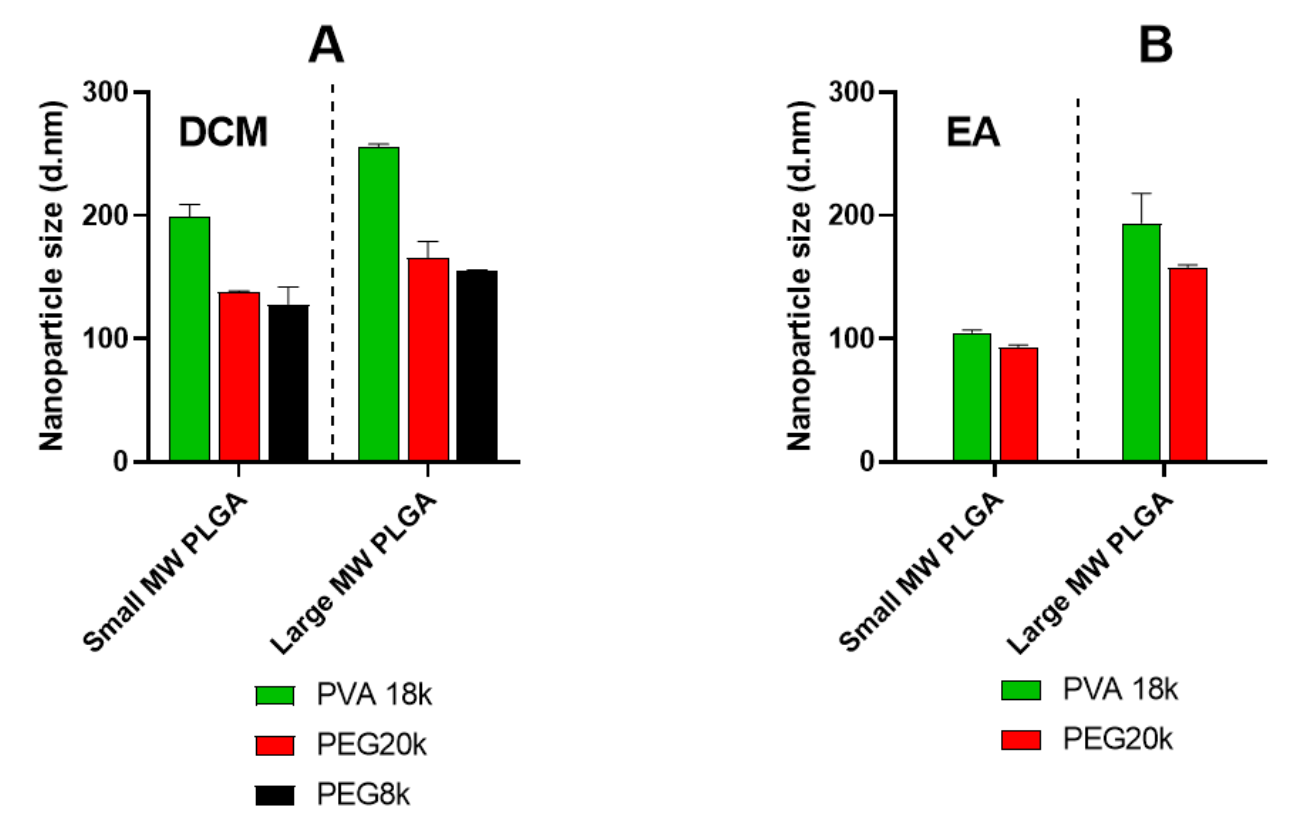 A
Nanoparticle size (d.nm)
300
200
100
0
DCM
Small MW PLGA
Large MW PLGA
PVA 18k
PEG20k
PEG8k
B
Nanoparticle size (d.nm)
300
200
100
0
EA
Small MW PLGA
Large MW PLGA
PVA 18k
PEG20k